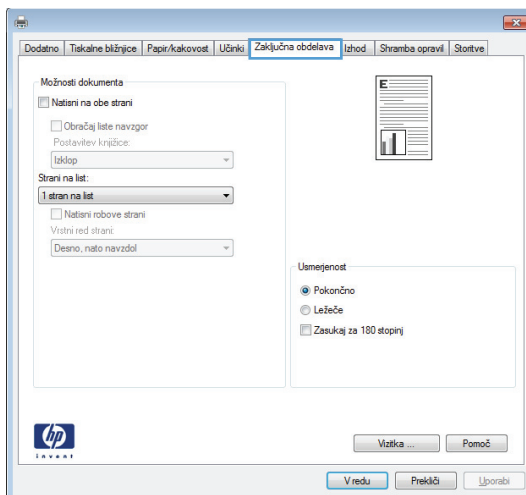 Dodatno Tiskalne bližnjice Papir/kakovost Učinki Zaključna obdelava Izhod Shramba opravil Storitve
Možnosti dokumenta
Natisni na obe strani
Obračaj liste navzgor
Postavitev knjižice:
Izklop
Strani na list:
1 stran na list
Natisni robove strani
Vrstni red strani:
Desno, nato navzdol
E
Usmerjenost
Pokončno
Ležeče
Zasukaj za 180 stopinj
hp
invent
Vizitka ... Pomoč
V redu Prekliči Uporabi